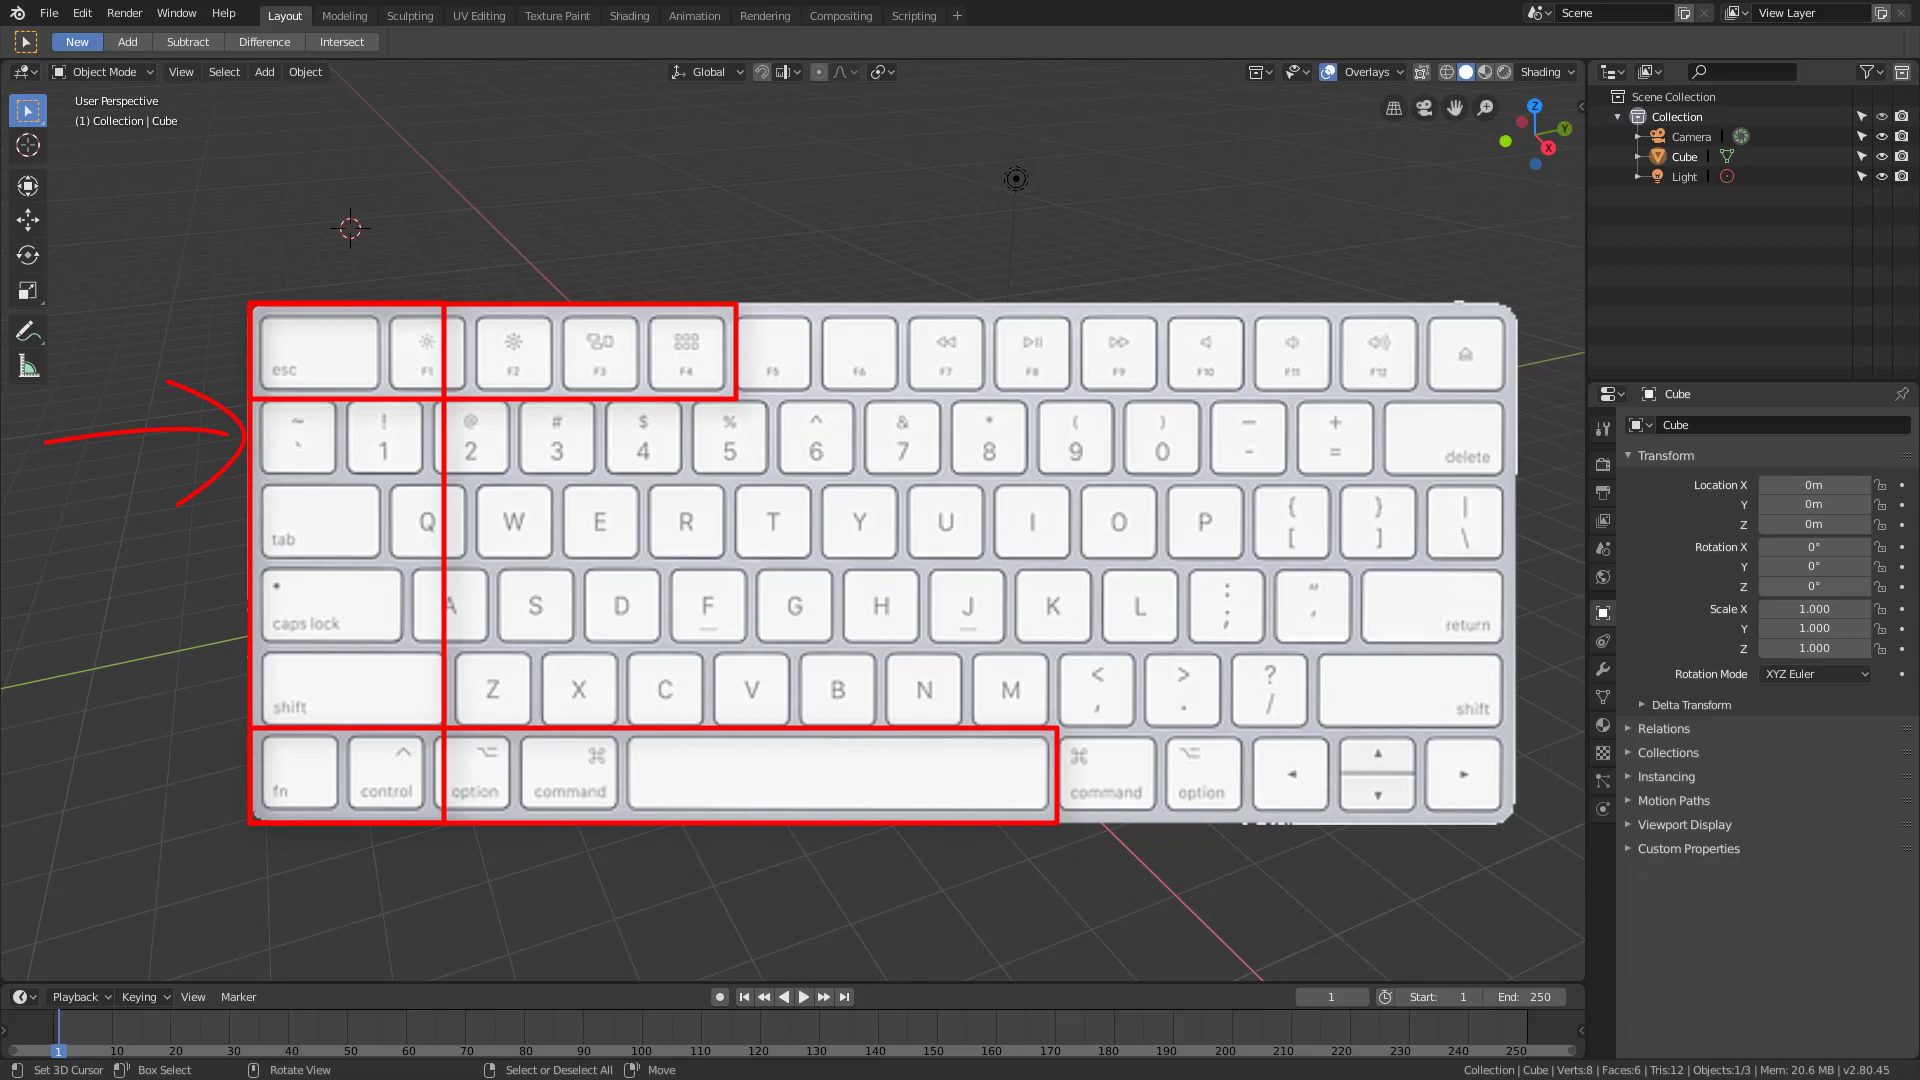 File Edit Render Window Help Layout Modeling Sculpting UV Editing Texture Paint Shading Animation Rendering Compositing Scripting + Scene View Layer
New Add Subtract Difference Intersect
Object Mode View Select Add Object Global Overlays Shading
User Perspective
(1) Collection | Cube
Z
Y
X
Scene Collection
Collection
Camera
Cube
Light
esc F1 F2 F3 F4 F5 F6 F7 F8 F9 F10 F11 F12
~ ! @ # $ % ^ & * ( ) — +
` 1 2 3 4 5 6 7 8 9 0 - = delete
tab Q W E R T Y U I O P { [ } ] | \
caps lock A S D F G H J K L : ; " ' return
shift Z X C V B N M < , > . ? / shift
fn control option command command option
Cube
Cube
Transform
Location X 0m
Y 0m
Z 0m
Rotation X 0°
Y 0°
Z 0°
Scale X 1.000
Y 1.000
Z 1.000
Rotation Mode XYZ Euler
Delta Transform
Relations
Collections
Instancing
Motion Paths
Viewport Display
Custom Properties
Playback Keying View Marker 1 Start: 1 End: 250
1 10 20 30 40 50 60 70 80 90 100 110 120 130 140 150 160 170 180 190 200 210 220 230 240 250
Set 3D Cursor Box Select Rotate View Select or Deselect All Move Collection | Cube | Verts:8 | Faces:6 | Tris:12 | Objects:1/3 | Mem: 20.6 MB | v2.80.45